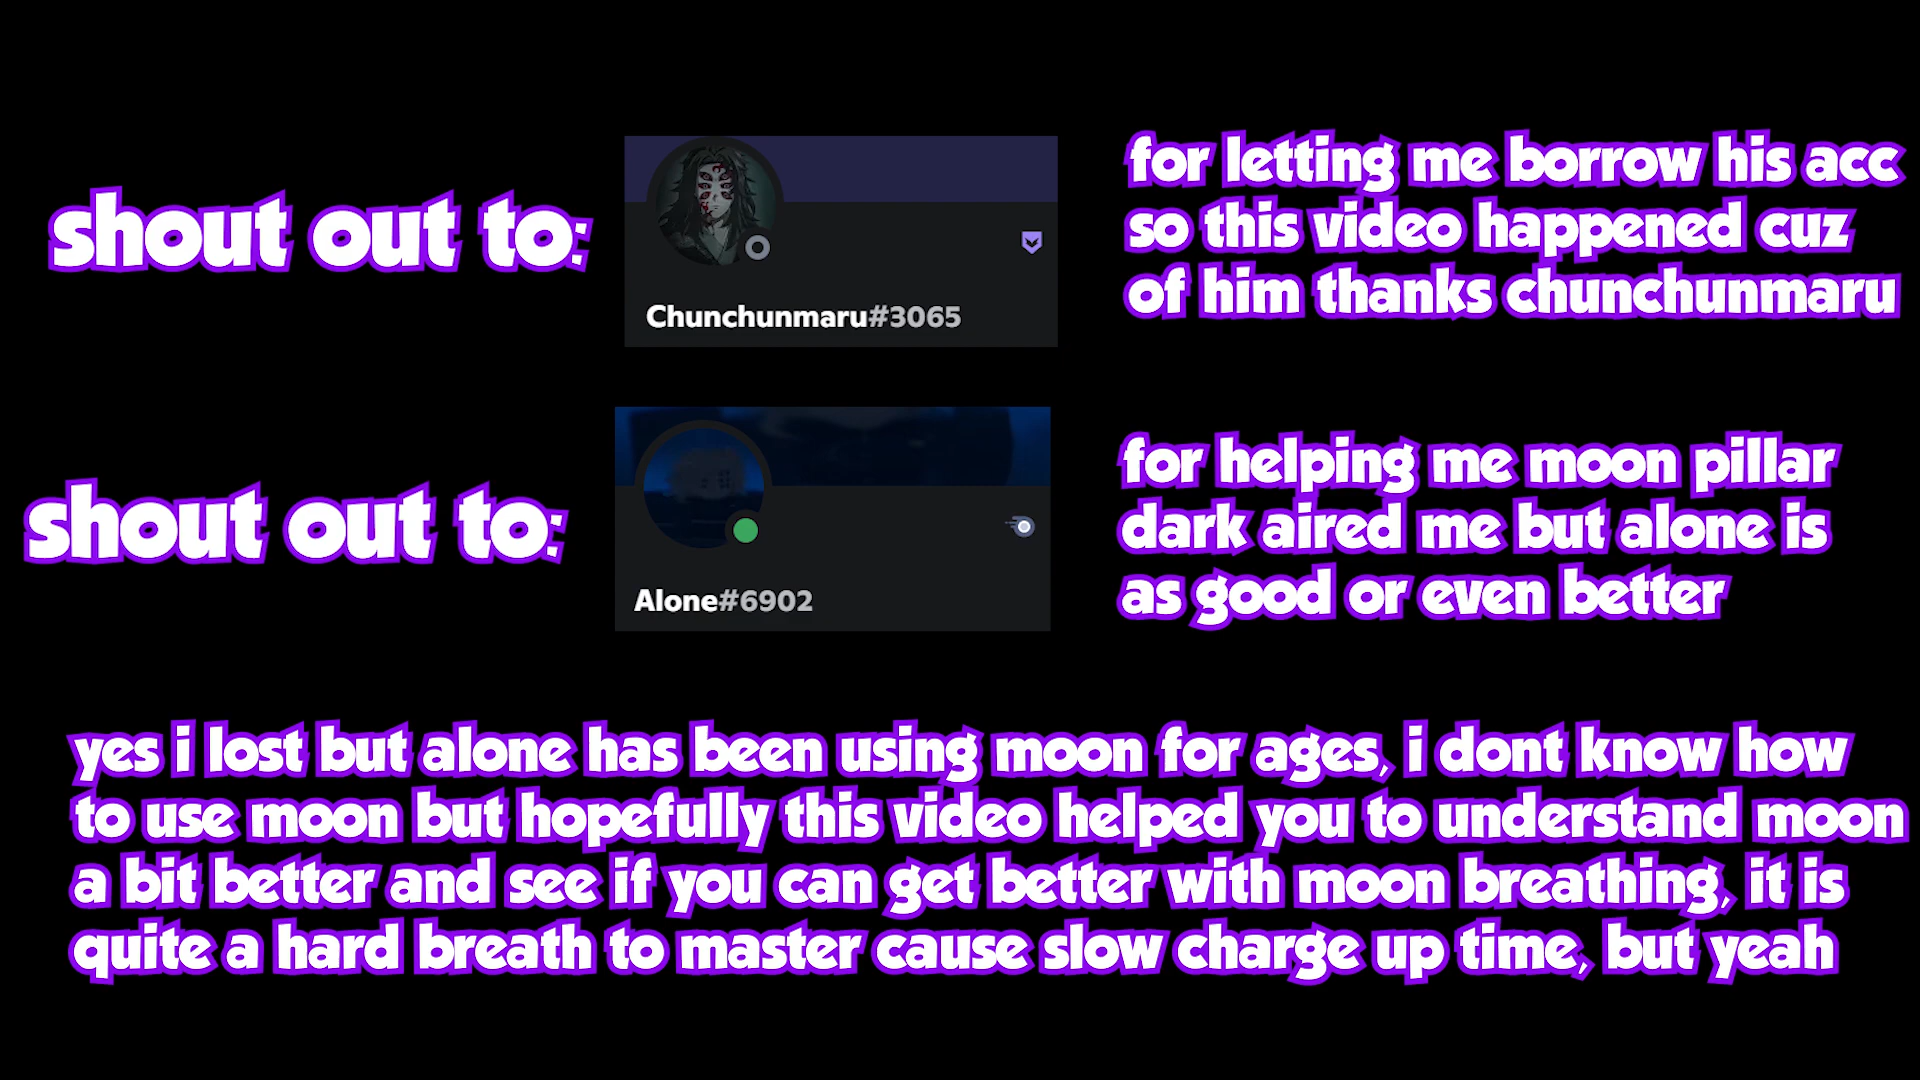 shout out to:
Chunchunmaru#3065
for letting me borrow his acc
so this video happened cuz
of him thanks chunchunmaru
shout out to:
Alone#6902
for helping me moon pillar
dark aired me but alone is
as good or even better
yes i lost but alone has been using moon for ages, i dont know how
to use moon but hopefully this video helped you to understand moon
a bit better and see if you can get better with moon breathing, it is
quite a hard breath to master cause slow charge up time, but yeah